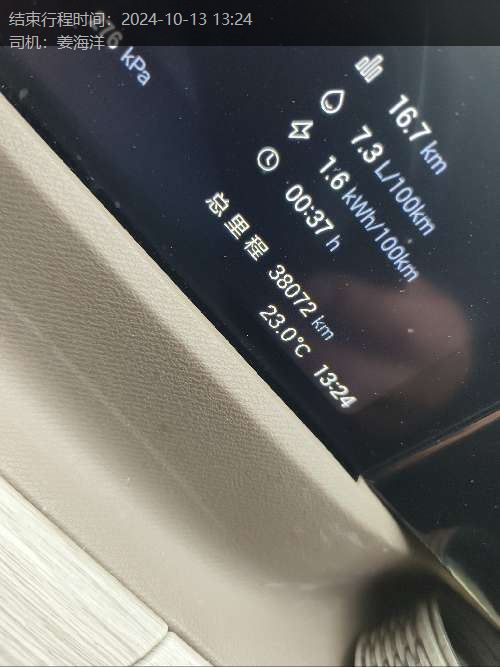 结束行程时间：2024-10-13 13:24
司机：姜海洋
kPa
16.7 km
7.3 L/100km
1.6 kWh/100km
00:37 h
总里程 38072 km
23.0°C 13:24